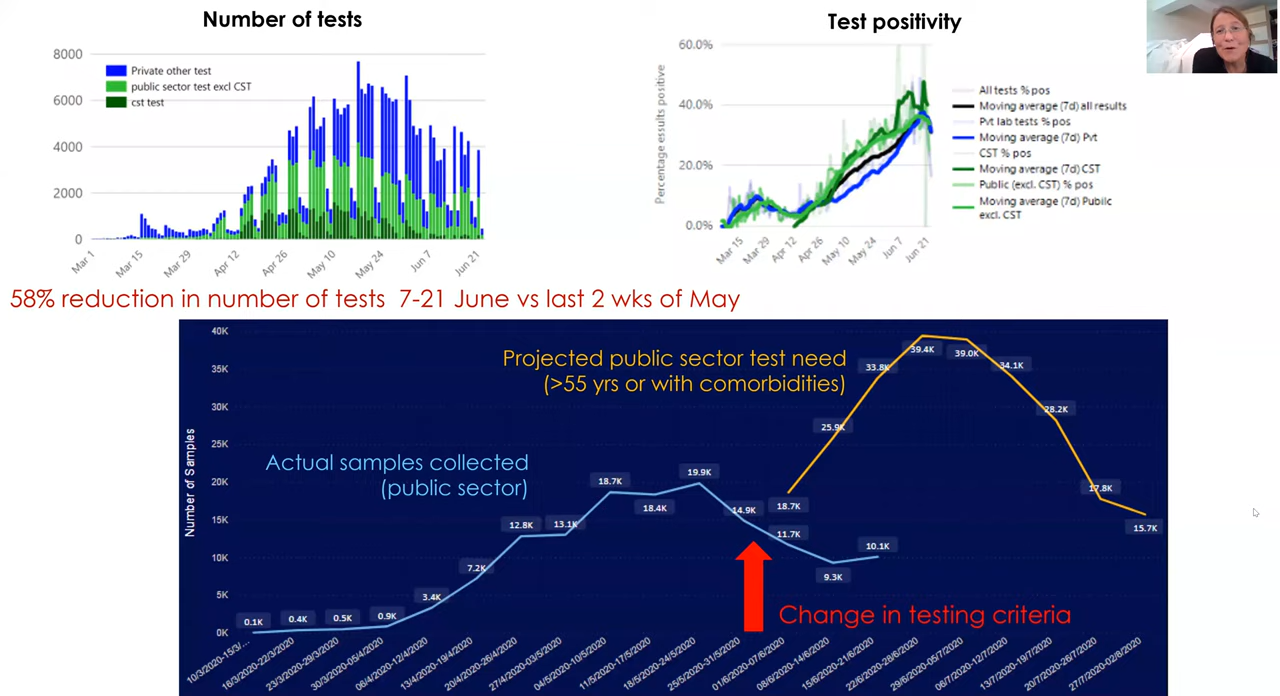 Number of tests
8000
6000
4000
2000
0
Private other test
public sector test excl CST
cst test
Mar 1
Mar 15
Mar 29
Apr 12
Apr 26
May 10
May 24
Jun 7
Jun 21
Test positivity
Percentage essults positive
60.0%
40.0%
20.0%
0.0%
Mar 15
Mar 29
Apr 12
Apr 26
May 10
May 24
Jun 7
Jun 21
All tests % pos
Moving average (7d) all results
Pvt lab tests % pos
Moving average (7d) Pvt
CST % pos
Moving average (7d) CST
Public (excl. CST) % pos
Moving average (7d) Public
excl. CST
58% reduction in number of tests 7-21 June vs last 2 wks of May
Number of Samples
40K
35K
30K
25K
20K
15K
10K
5K
0K
Projected public sector test need
(>55 yrs or with comorbidities)
Actual samples collected
(public sector)
0.1K
0.4K
0.5K
0.9K
3.4K
7.2K
12.8K
13.1K
18.7K
18.4K
19.9K
14.9K
11.7K
9.3K
10.1K
18.7K
25.9K
33.8K
39.4K
39.0K
34.1K
28.2K
17.8K
15.7K
Change in testing criteria
10/3/2020-15/3/...
16/3/2020-22/3/2020
23/3/2020-29/3/2020
30/3/2020-05/4/2020
06/4/2020-12/4/2020
13/4/2020-19/4/2020
20/4/2020-26/4/2020
27/4/2020-03/5/2020
04/5/2020-10/5/2020
11/5/2020-17/5/2020
18/5/2020-24/5/2020
25/5/2020-31/5/2020
01/6/2020-07/6/2020
08/6/2020-14/6/2020
15/6/2020-21/6/2020
22/6/2020-28/6/2020
29/6/2020-05/7/2020
06/7/2020-12/7/2020
13/7/2020-19/7/2020
20/7/2020-26/7/2020
27/7/2020-02/8/2020